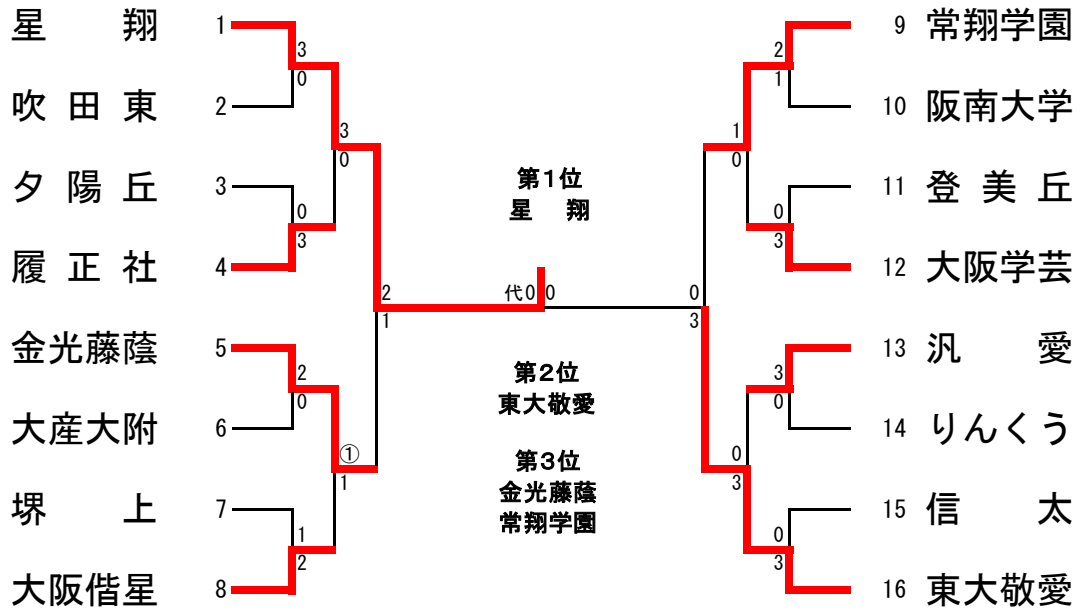 星 翔 1
3
0
吹田東 2
3
0
夕陽丘 3
0
3
履正社 4
2
1
金光藤蔭 5
2
0
大産大附 6
①
1
堺 上 7
1
2
大阪偕星 8
第1位
星 翔
代0 0
第2位
東大敬愛
第3位
金光藤蔭
常翔学園
9 常翔学園
2
1
10 阪南大学
1
0
11 登美丘
0
3
12 大阪学芸
0
3
13 汎 愛
3
0
14 りんくう
0
3
15 信 太
0
3
16 東大敬愛